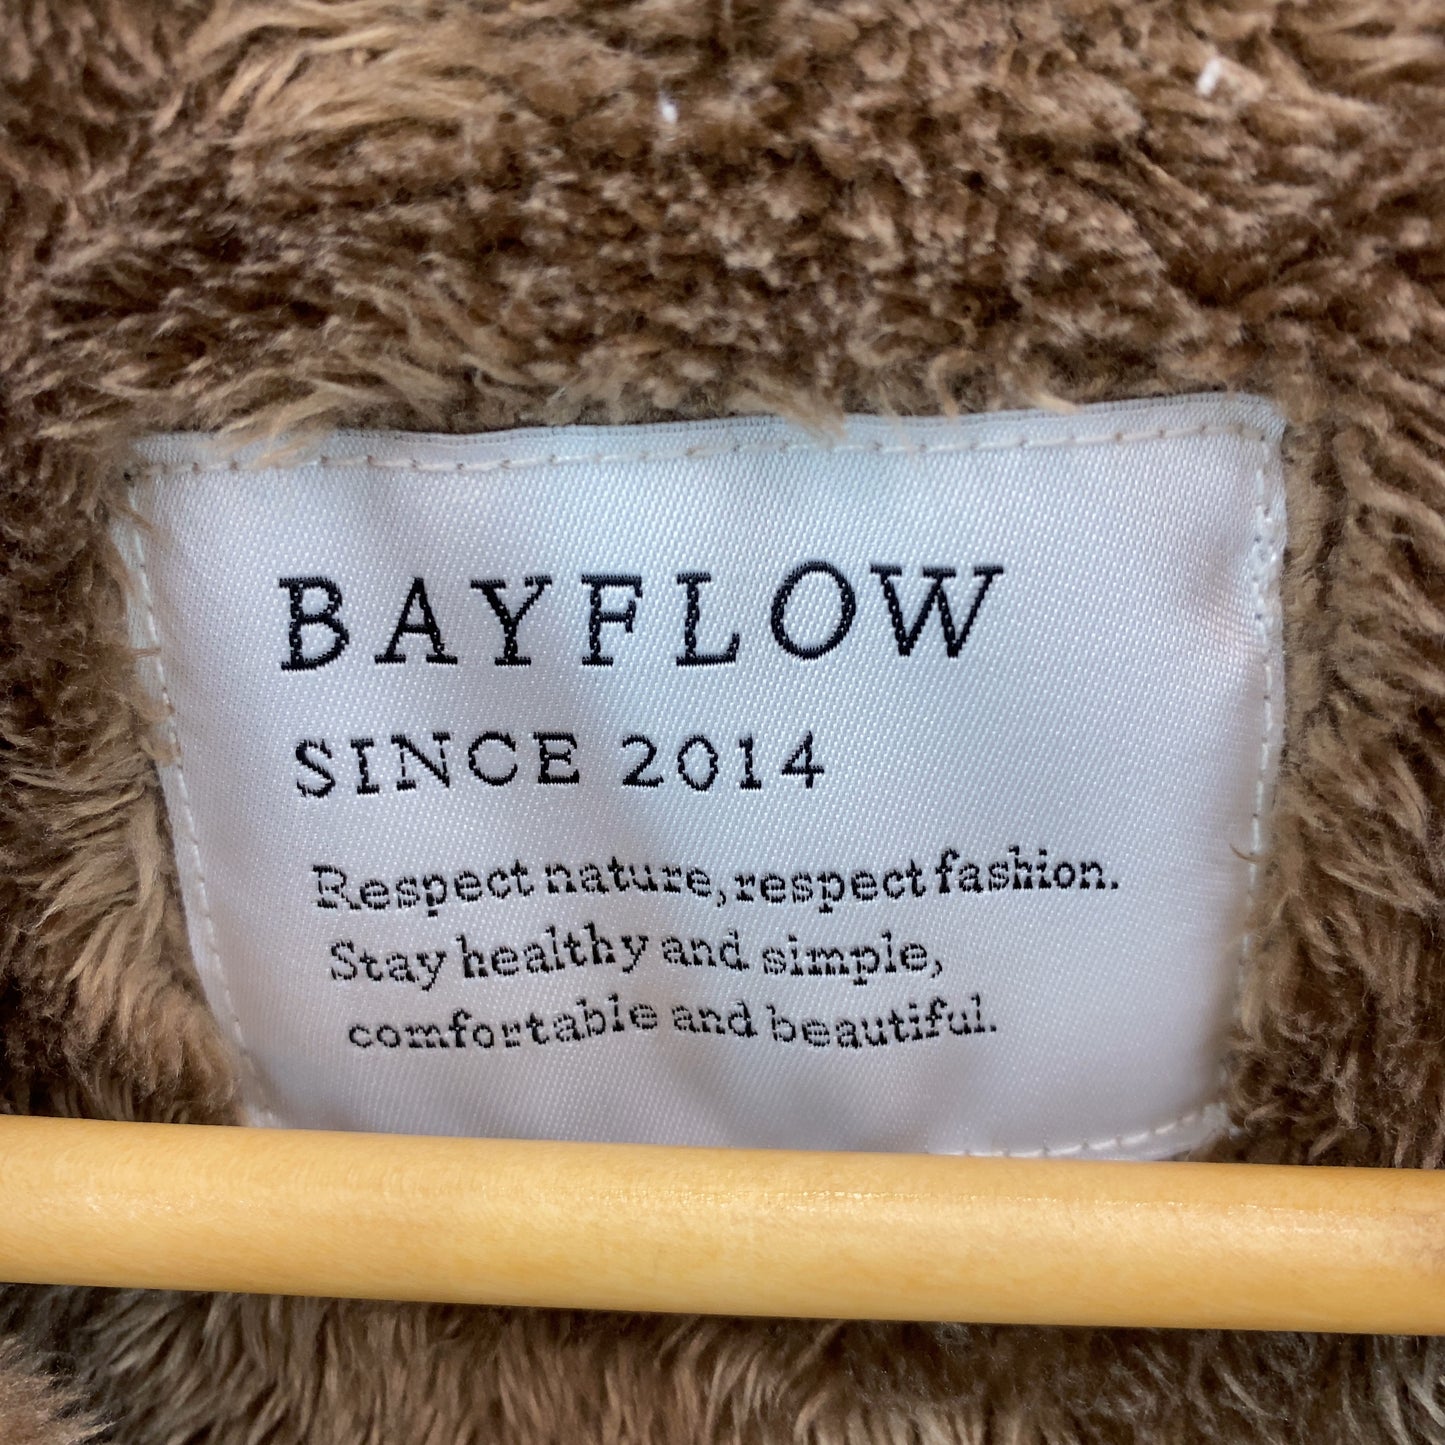 BAYFLOW
SINCE 2014
Respect nature, respect fashion.
Stay healthy and simple,
comfortable and beautiful.